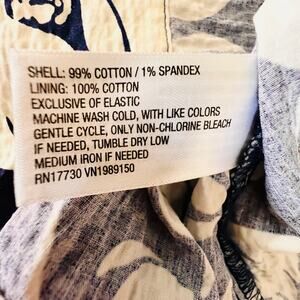 SHELL: 99% COTTON / 1% SPANDEX
LINING: 100% COTTON
EXCLUSIVE OF ELASTIC
MACHINE WASH COLD, WITH LIKE COLORS
GENTLE CYCLE, ONLY NON-CHLORINE BLEACH
IF NEEDED, TUMBLE DRY LOW
MEDIUM IRON IF NEEDED
RN17730 VN1989150